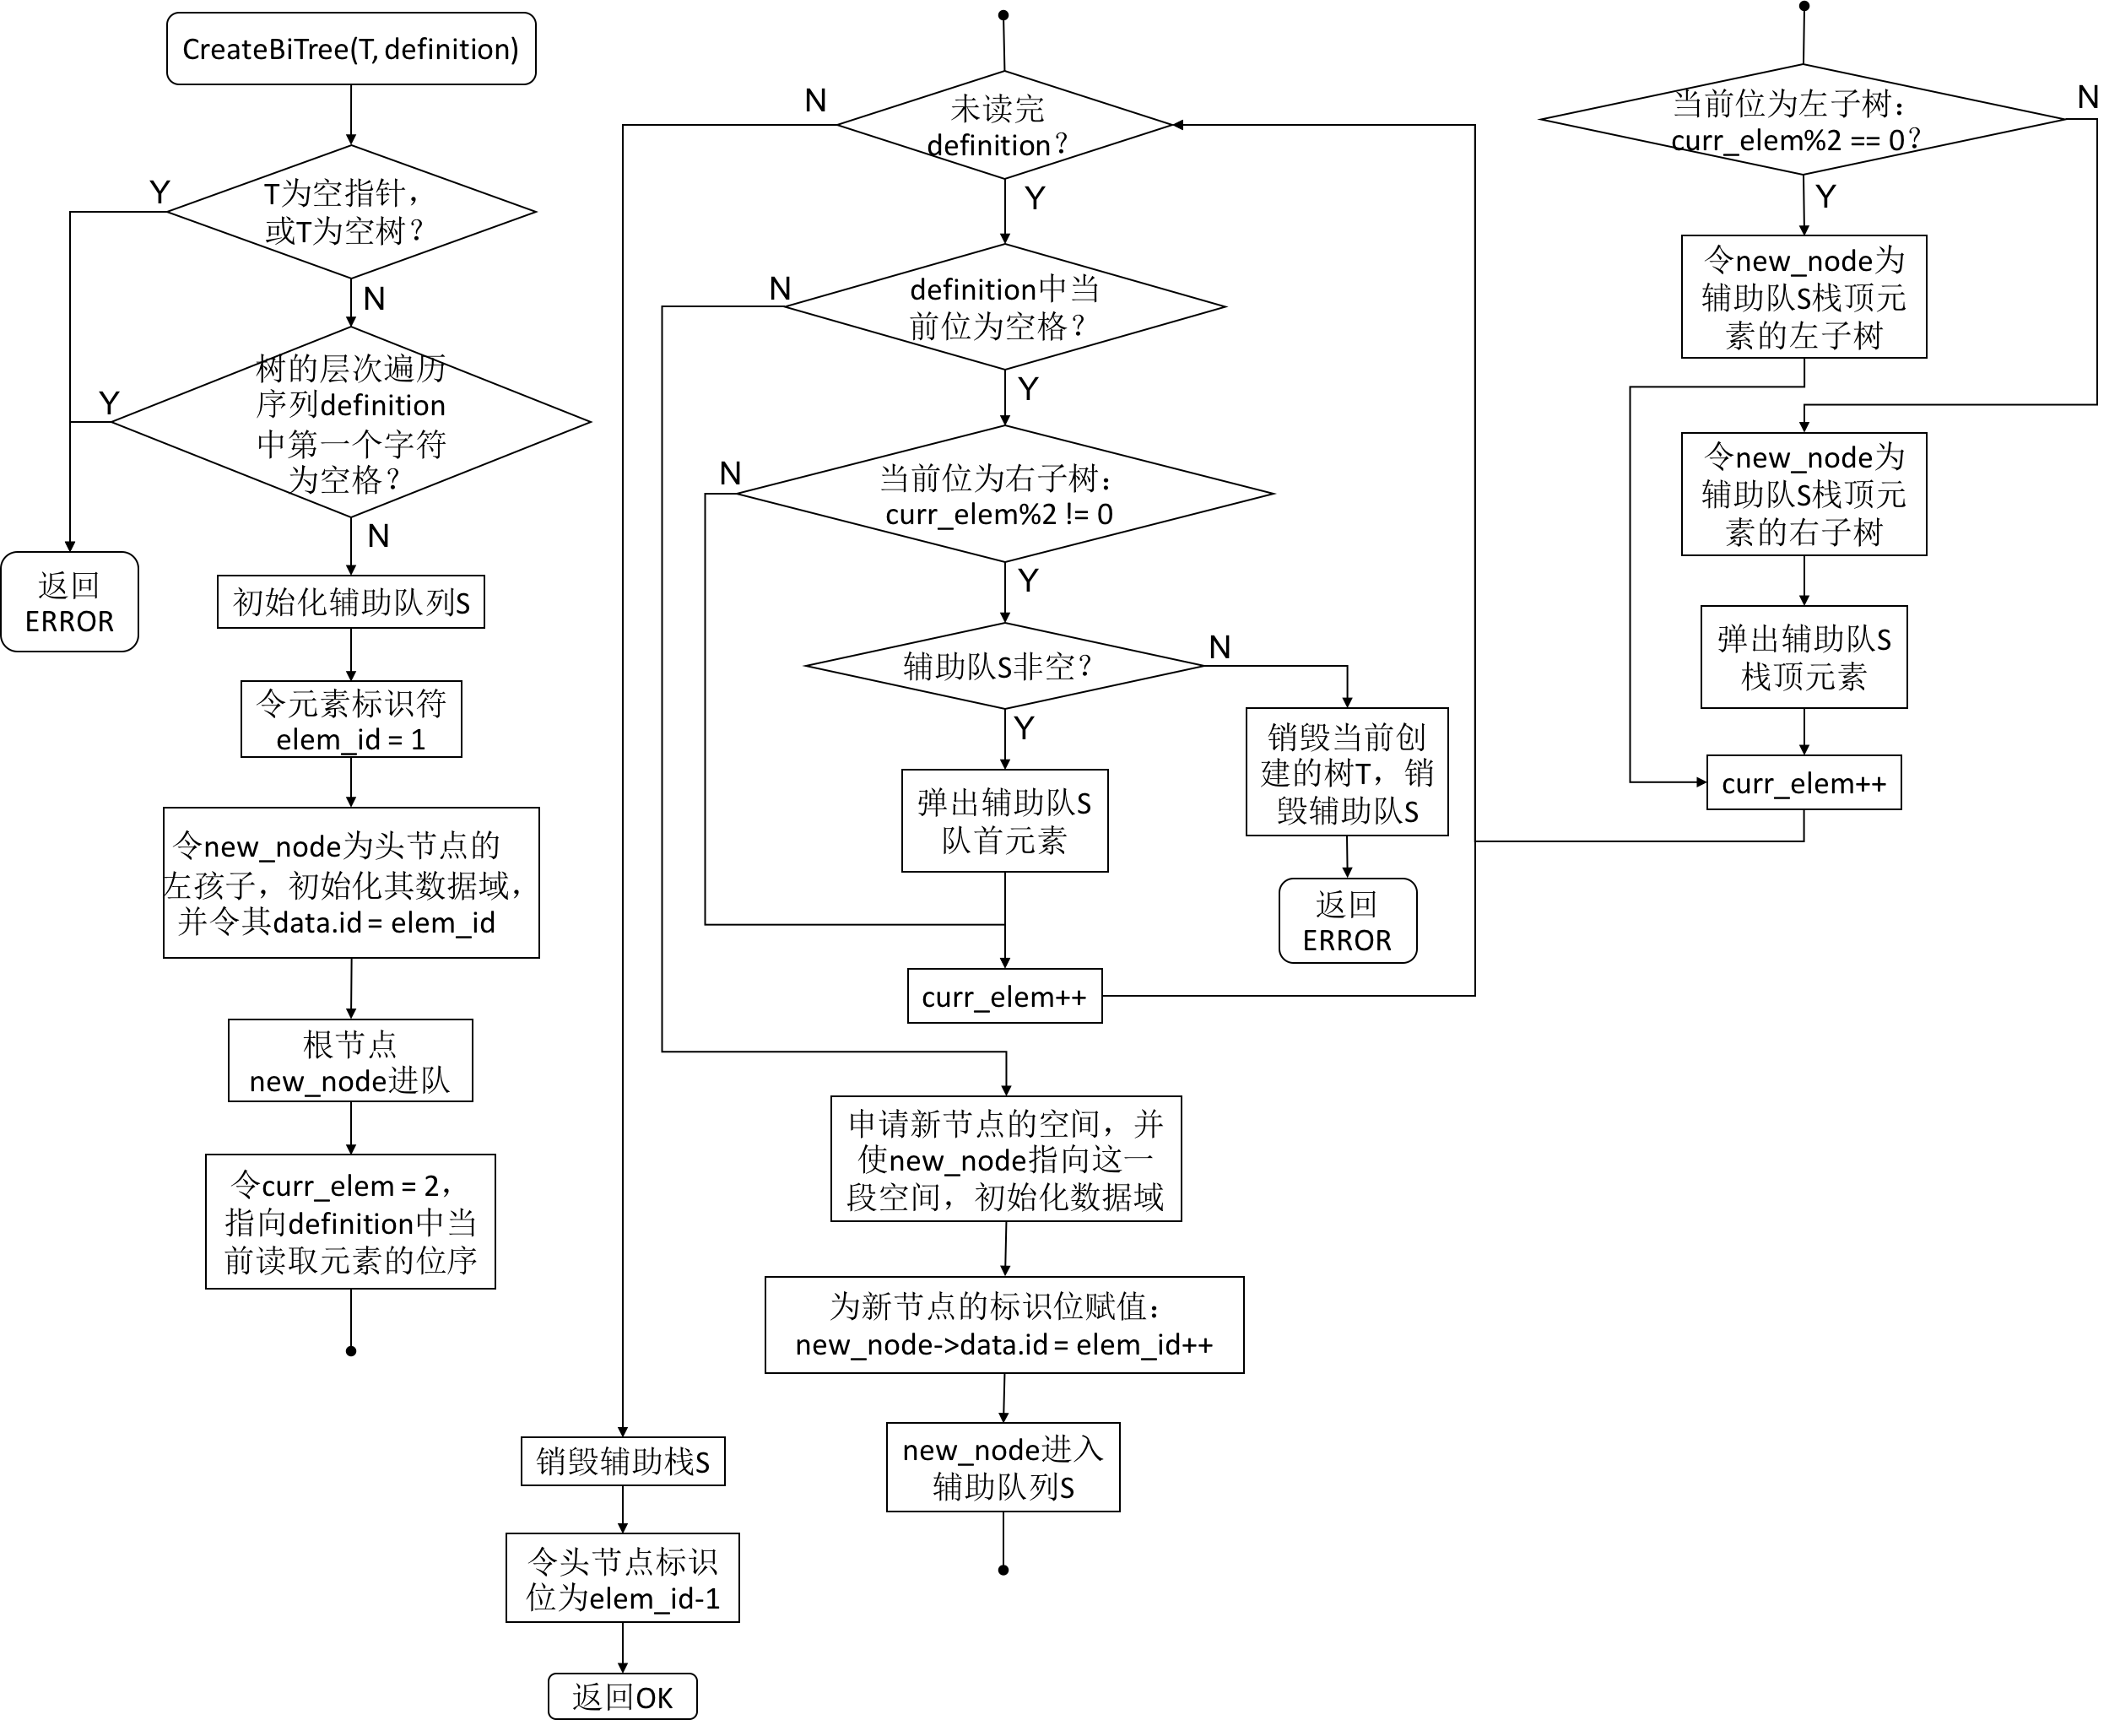 CreateBiTree(T, definition)
Y
T为空指针，
或T为空树？
N
Y
树的层次遍历
序列definition
中第一个字符
为空格？
N
返回
ERROR
初始化辅助队列S
令元素标识符
elem_id = 1
令new_node为头节点的
左孩子，初始化其数据域，
并令其data.id = elem_id
根节点
new_node进队
令curr_elem = 2，
指向definition中当
前读取元素的位序
N
未读完
definition？
Y
N
definition中当
前位为空格？
Y
N
当前位为右子树：
curr_elem%2 != 0
Y
辅助队S非空？
N
Y
弹出辅助队S
队首元素
销毁当前创
建的树T，销
毁辅助队S
返回
ERROR
curr_elem++
申请新节点的空间，并
使new_node指向这一
段空间，初始化数据域
为新节点的标识位赋值：
new_node->data.id = elem_id++
new_node进入
辅助队列S
销毁辅助栈S
令头节点标识
位为elem_id-1
返回OK
当前位为左子树：
curr_elem%2 == 0？
N
Y
令new_node为
辅助队S栈顶元
素的左子树
令new_node为
辅助队S栈顶元
素的右子树
弹出辅助队S
栈顶元素
curr_elem++